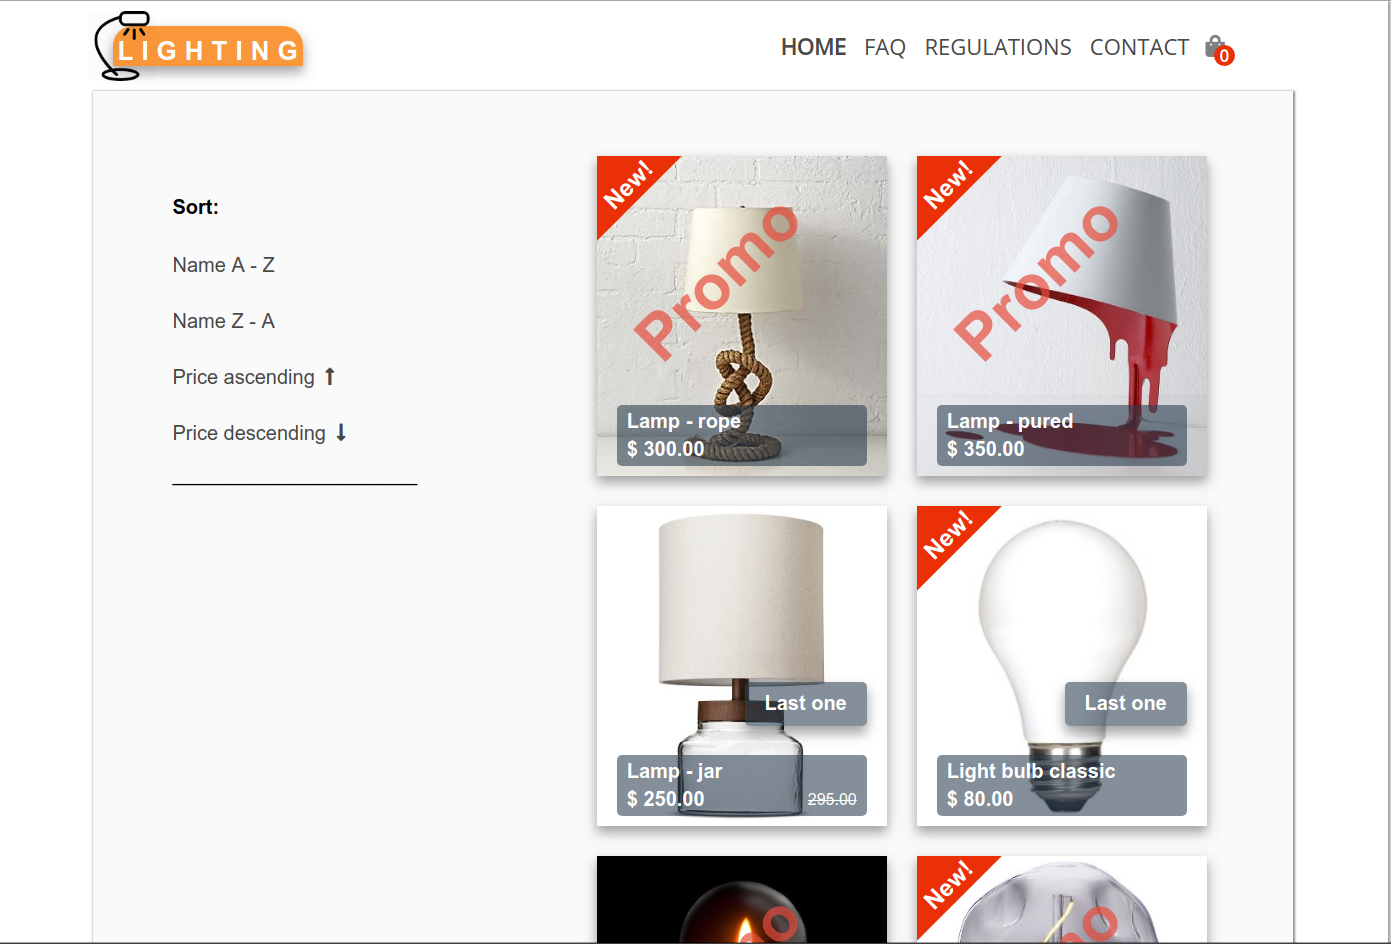 LIGHTING
HOME FAQ REGULATIONS CONTACT 0
Sort:
Name A - Z
Name Z - A
Price ascending
Price descending
New!
Promo
Lamp - rope
$ 300.00
New!
Promo
Lamp - pured
$ 350.00
Last one
Lamp - jar
$ 250.00 295.00
New!
Last one
Light bulb classic
$ 80.00
mo
New!
mo